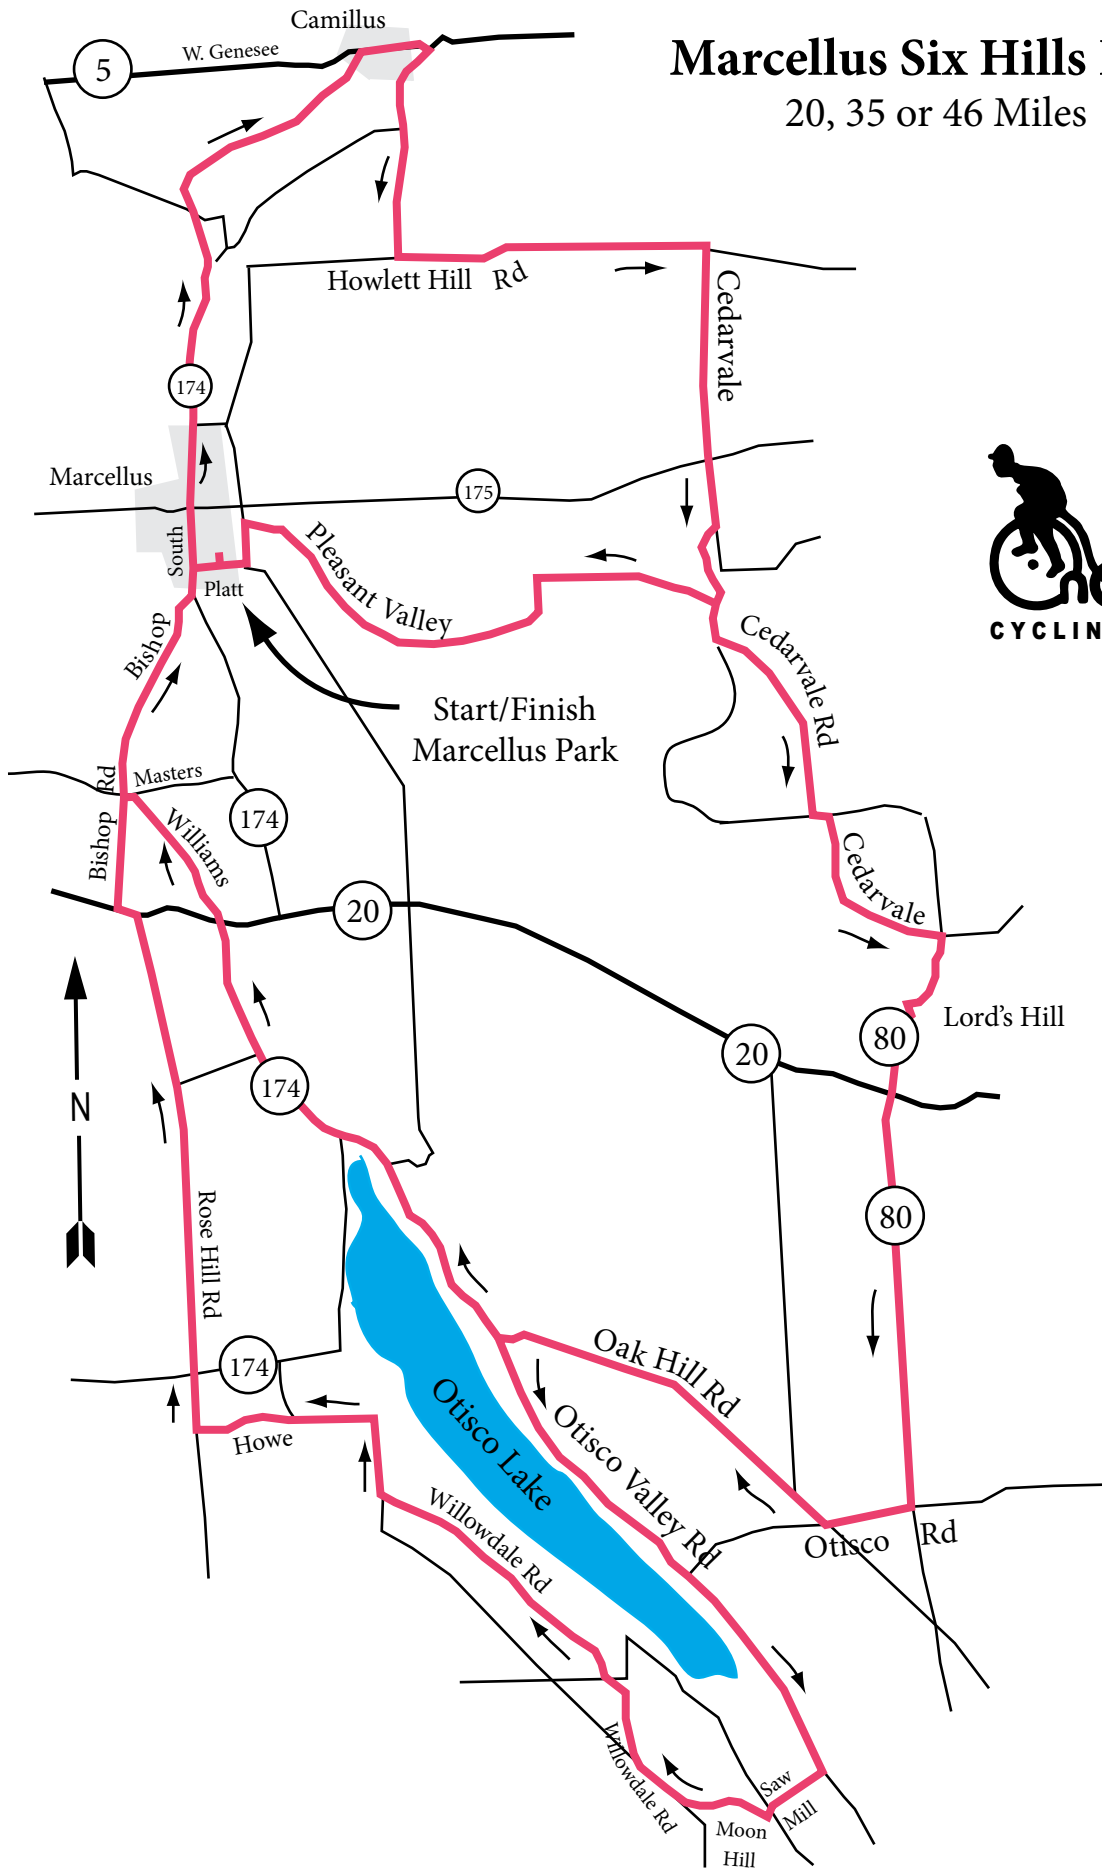 Camillus
W. Genesee
5
Marcellus Six Hills
20, 35 or 46 Miles
Howlett Hill Rd
Cedarvale
174
Marcellus
175
South
Platt
Pleasant Valley
Bishop
Cedarvale Rd
CYCLIN
Start/Finish
Marcellus Park
Bishop Rd
Masters
Williams
174
Cedarvale
20
Lord's Hill
80
20
N
174
Rose Hill Rd
80
174
Oak Hill Rd
Otisco Lake
Otisco Valley Rd
Howe
Willowdale Rd
Otisco Rd
Willowdale Rd
Saw
Mill
Moon
Hill